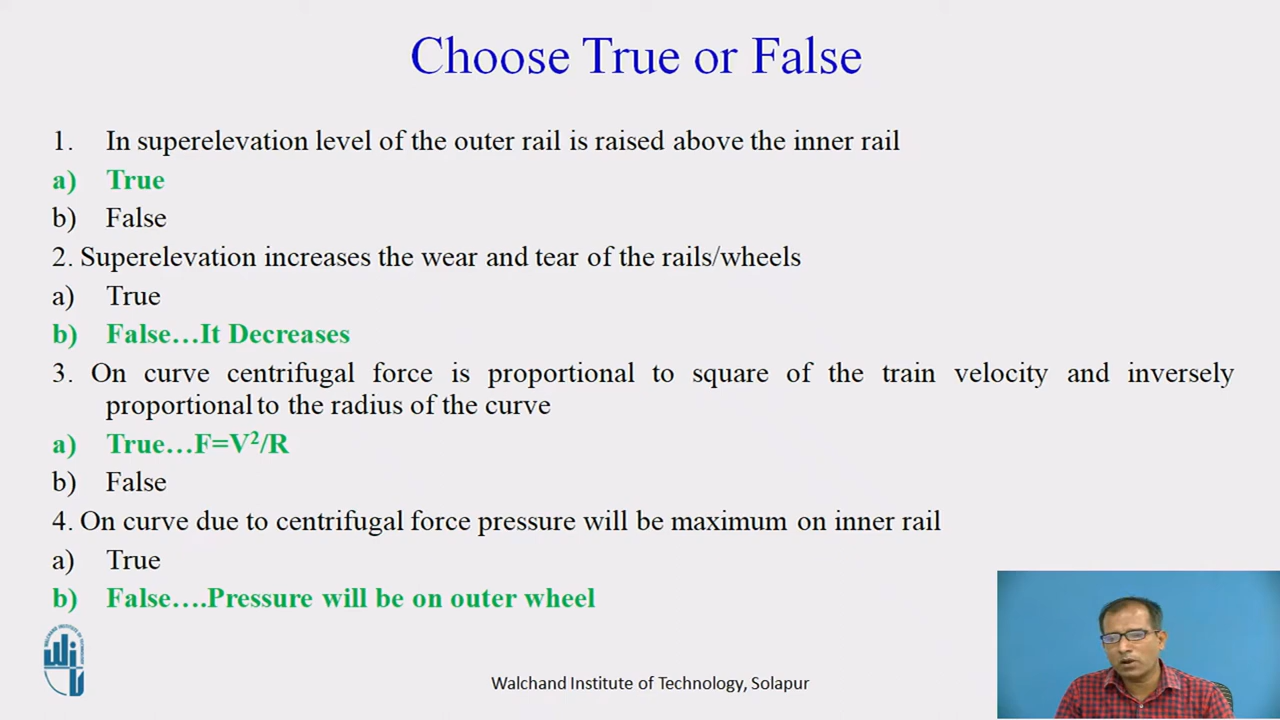 Choose True or False
1. In superelevation level of the outer rail is raised above the inner rail
a) True
b) False
2. Superelevation increases the wear and tear of the rails/wheels
a) True
b) False…It Decreases
3. On curve centrifugal force is proportional to square of the train velocity and inversely
proportional to the radius of the curve
a) True…F=V²/R
b) False
4. On curve due to centrifugal force pressure will be maximum on inner rail
a) True
b) False….Pressure will be on outer wheel
Walchand Institute of Technology, Solapur